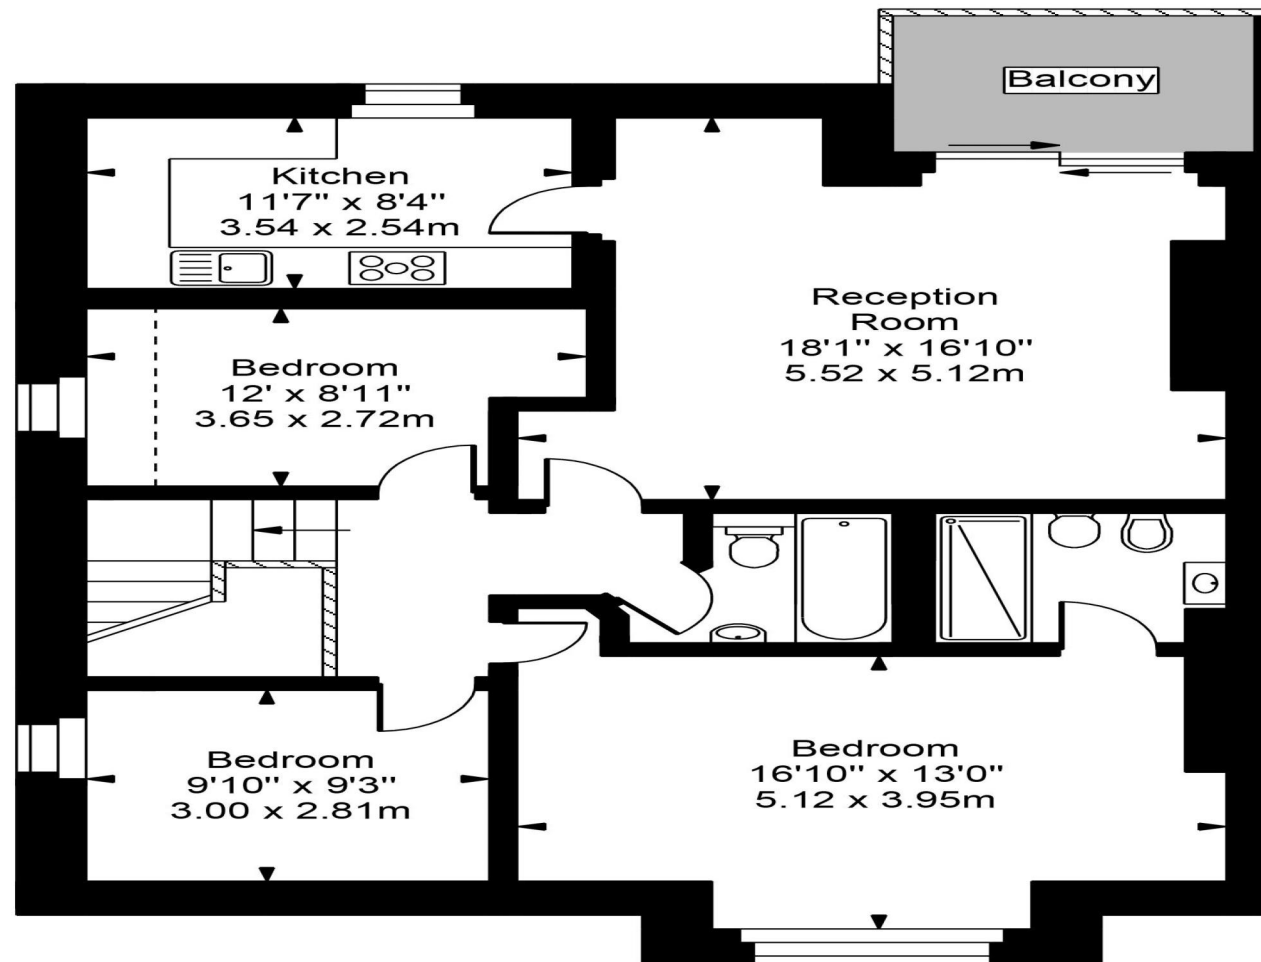 Balcony
Kitchen
11'7" x 8'4"
3.54 x 2.54m
Reception
Room
18'1" x 16'10"
5.52 x 5.12m
Bedroom
12' x 8'11"
3.65 x 2.72m
Bedroom
9'10" x 9'3"
3.00 x 2.81m
Bedroom
16'10" x 13'0"
5.12 x 3.95m